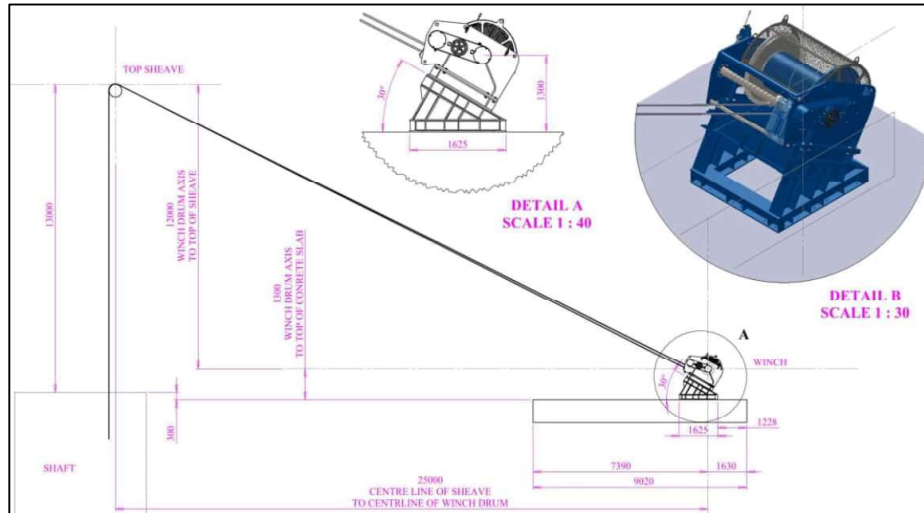 TOP SHEAVE
13000
12000
WINCH DRUM AXIS
TO TOP OF SHEAVE
1300
WINCH DRUM AXIS
TO TOP OF CONRETE SLAB
30°
1300
1625
DETAIL A
SCALE 1 : 40
DETAIL B
SCALE 1 : 30
A
WINCH
30°
300
1625
1228
7390
1630
9020
SHAFT
25000
CENTRE LINE OF SHEAVE
TO CENTRLINE OF WINCH DRUM